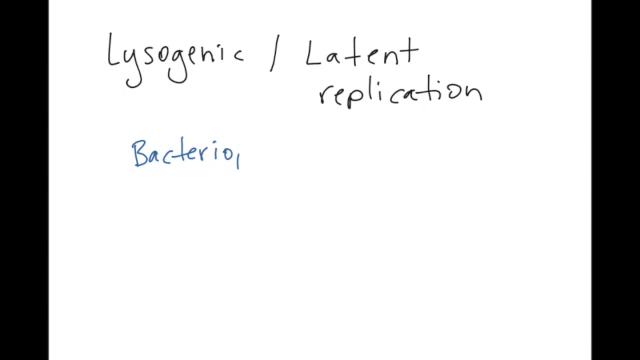 Lysogenic / Latent
replication
Bacterio